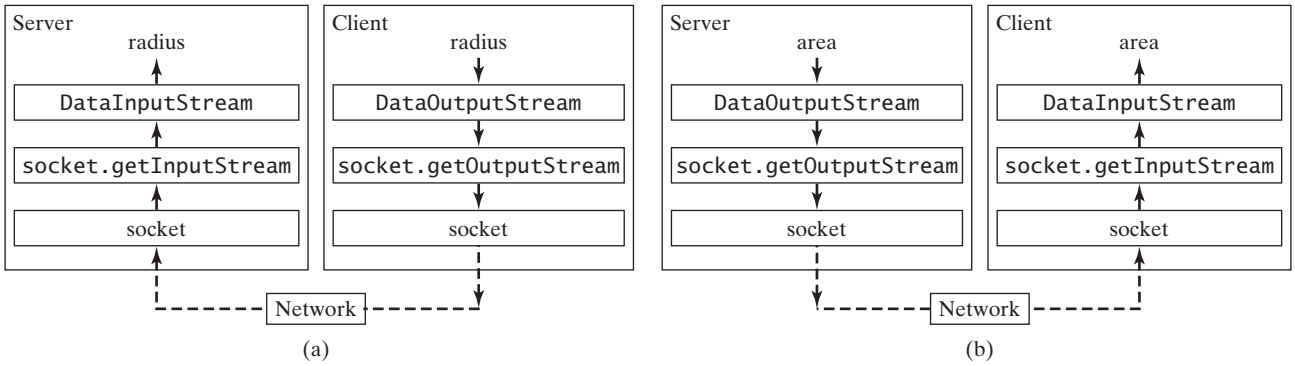 Server
radius
DataInputStream
socket.getInputStream
socket
Client
radius
DataOutputStream
socket.getOutputStream
socket
Network
(a)
Server
area
DataOutputStream
socket.getOutputStream
socket
Client
area
DataInputStream
socket.getInputStream
socket
Network
(b)